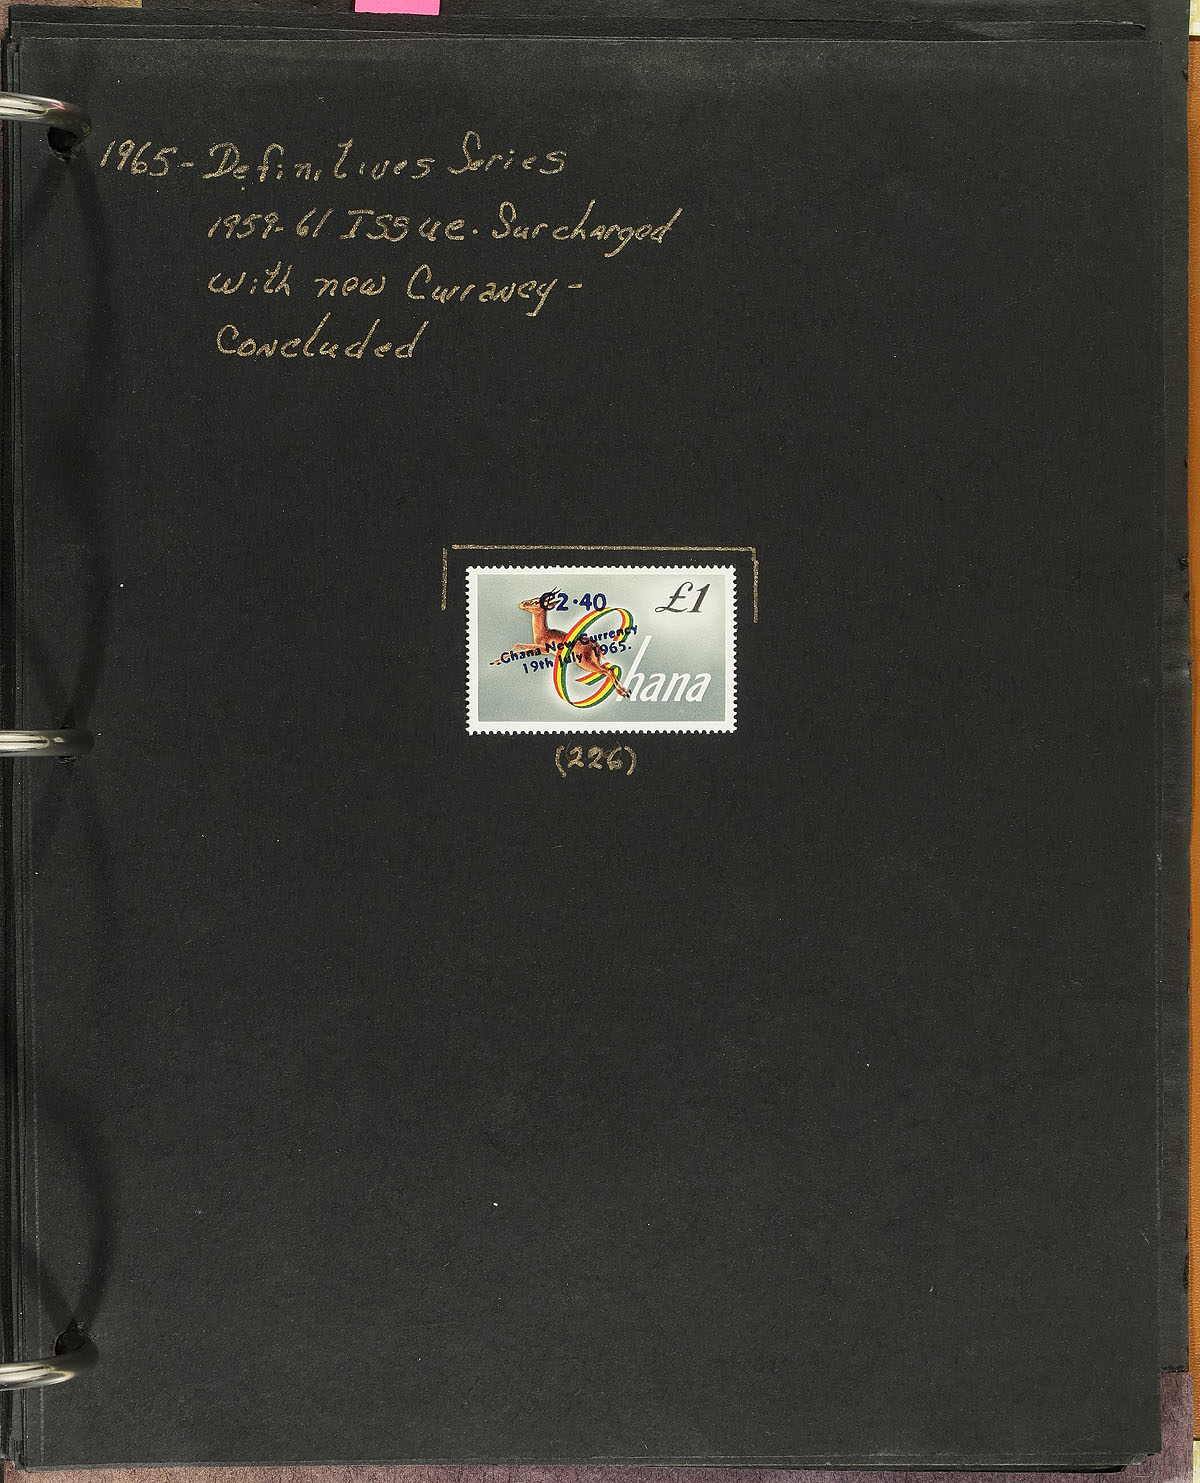 1965-Definitives Series
1959-61 Issue. Surcharged
with new Currancy-
Concluded
₵2·40
£1
Ghana New Currency
19th July, 1965.
Ghana
(226)